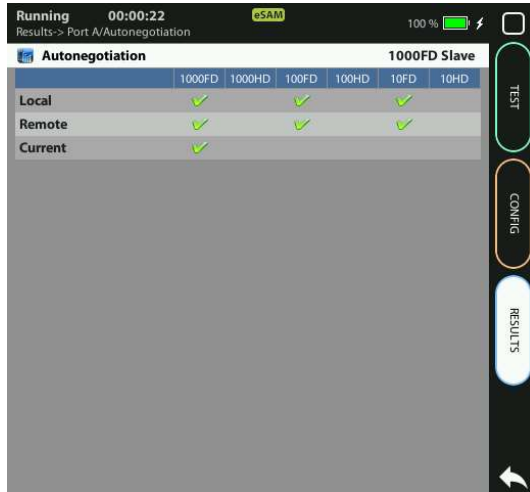 Running 00:00:22 eSAM 100 %
Results-> Port A/Autonegotiation
Autonegotiation 1000FD Slave
1000FD 1000HD 100FD 100HD 10FD 10HD
Local
Remote
Current
TEST
CONFIG
RESULTS